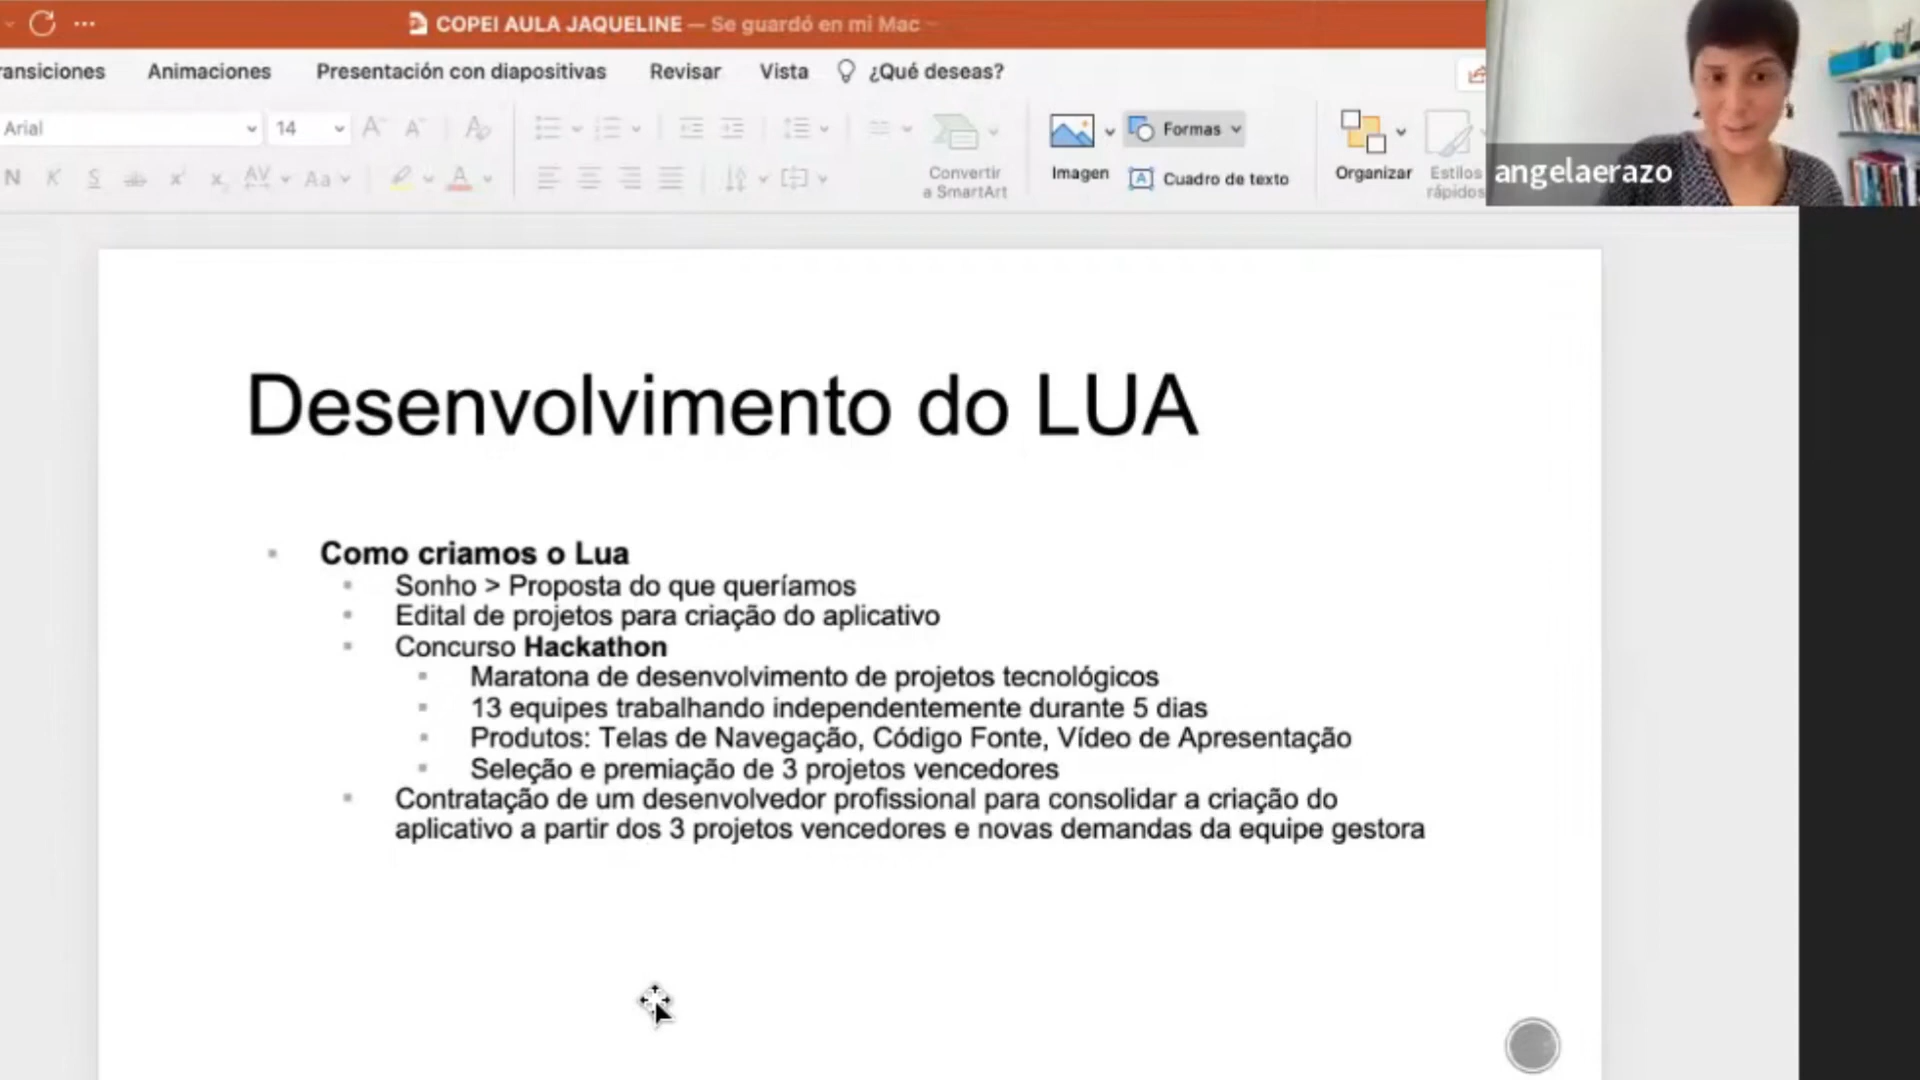 COPEI AULA JAQUELINE — Se guardó en mi Mac
ransiciones Animaciones Presentación con diapositivas Revisar Vista ¿Qué deseas?
Arial 14
Formas
Imagen Cuadro de texto
Convertir a SmartArt
Organizar
Estilos rápidos
angelaerazo
Desenvolvimento do LUA
Como criamos o Lua
Sonho > Proposta do que queríamos
Edital de projetos para criação do aplicativo
Concurso Hackathon
Maratona de desenvolvimento de projetos tecnológicos
13 equipes trabalhando independentemente durante 5 dias
Produtos: Telas de Navegação, Código Fonte, Vídeo de Apresentação
Seleção e premiação de 3 projetos vencedores
Contratação de um desenvolvedor profissional para consolidar a criação do
aplicativo a partir dos 3 projetos vencedores e novas demandas da equipe gestora